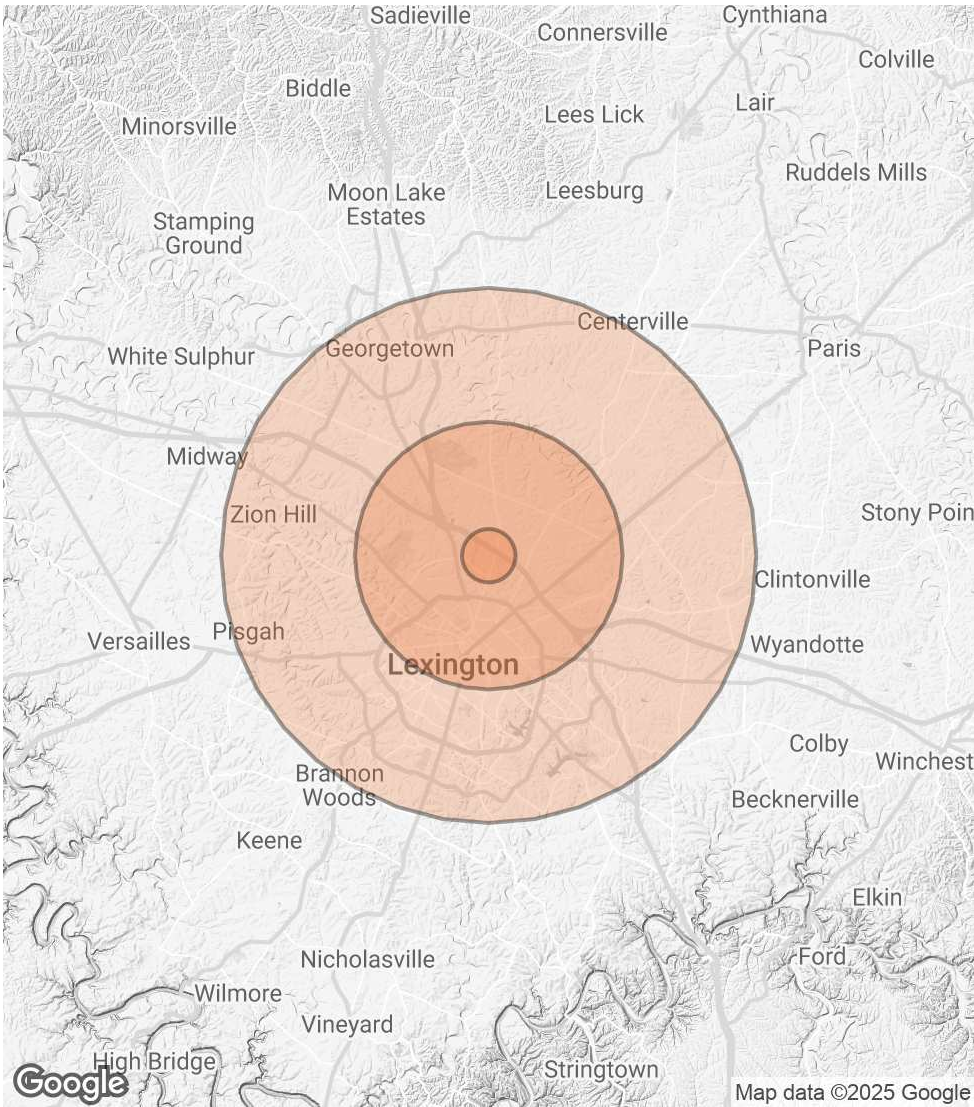 Sadieville
Cynthiana
Connersville
Colville
Biddle
Lair
Lees Lick
Minorsville
Ruddels Mills
Moon Lake
Estates
Leesburg
Stamping
Ground
Centerville
Georgetown
Paris
White Sulphur
Midway
Zion Hill
Stony Poin
Clintonville
Pisgah
Versailles
Wyandotte
Lexington
Colby
Winchest
Brannon
Woods
Becknerville
Keene
Elkin
Nicholasville
Ford
Wilmore
Vineyard
High Bridge
Stringtown
Google
Map data ©2025 Google